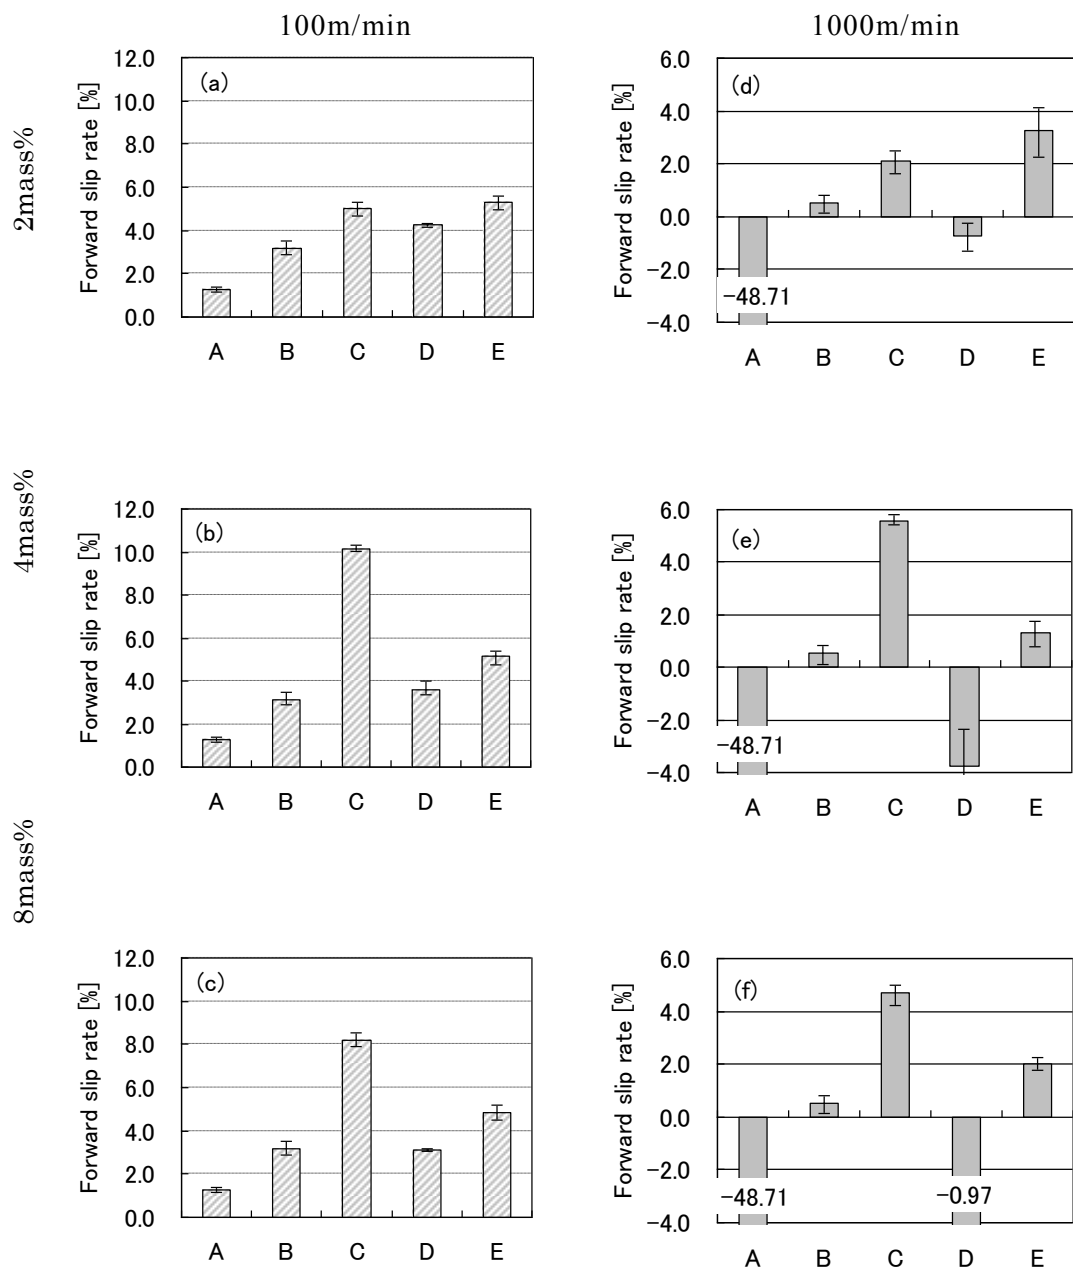 100m/min
1000m/min
2mass%
Forward slip rate [%]
12.0
10.0
8.0
6.0
4.0
2.0
0.0
(a)
A B C D E
Forward slip rate [%]
6.0
4.0
2.0
0.0
−2.0
−4.0
(d)
−48.71
A B C D E
4mass%
Forward slip rate [%]
12.0
10.0
8.0
6.0
4.0
2.0
0.0
(b)
A B C D E
Forward slip rate [%]
6.0
4.0
2.0
0.0
−2.0
−4.0
(e)
−48.71
A B C D E
8mass%
Forward slip rate [%]
12.0
10.0
8.0
6.0
4.0
2.0
0.0
(c)
A B C D E
Forward slip rate [%]
6.0
4.0
2.0
0.0
−2.0
−4.0
(f)
−48.71
−0.97
A B C D E